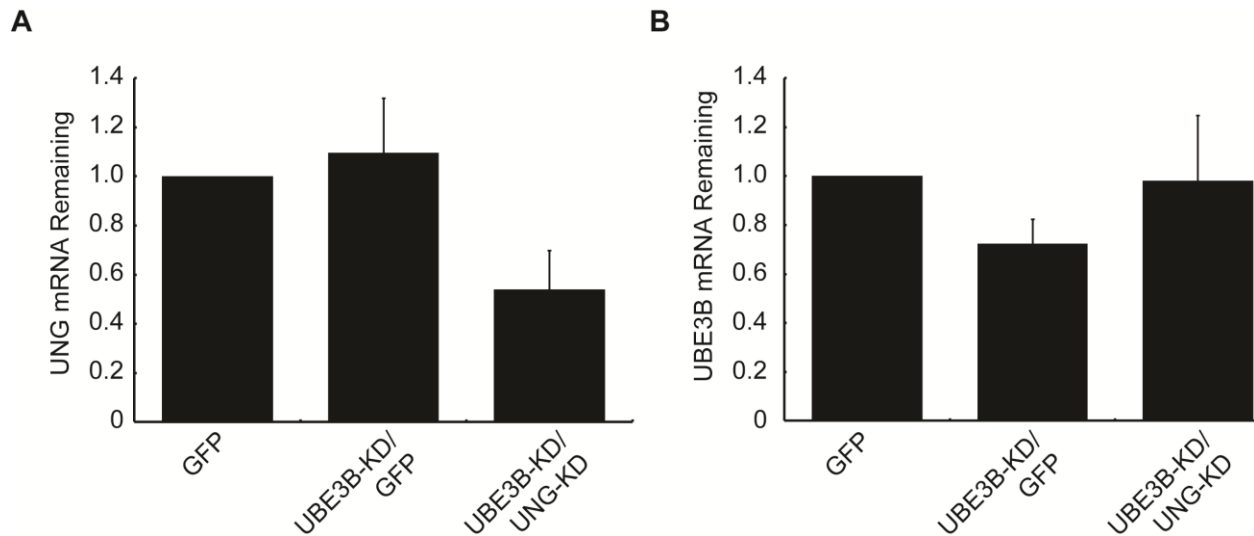 A
UNG mRNA Remaining
1.4
1.2
1.0
0.8
0.6
0.4
0.2
0
GFP
UBE3B-KD/
GFP
UBE3B-KD/
UNG-KD
B
UBE3B mRNA Remaining
1.4
1.2
1.0
0.8
0.6
0.4
0.2
0
GFP
UBE3B-KD/
GFP
UBE3B-KD/
UNG-KD